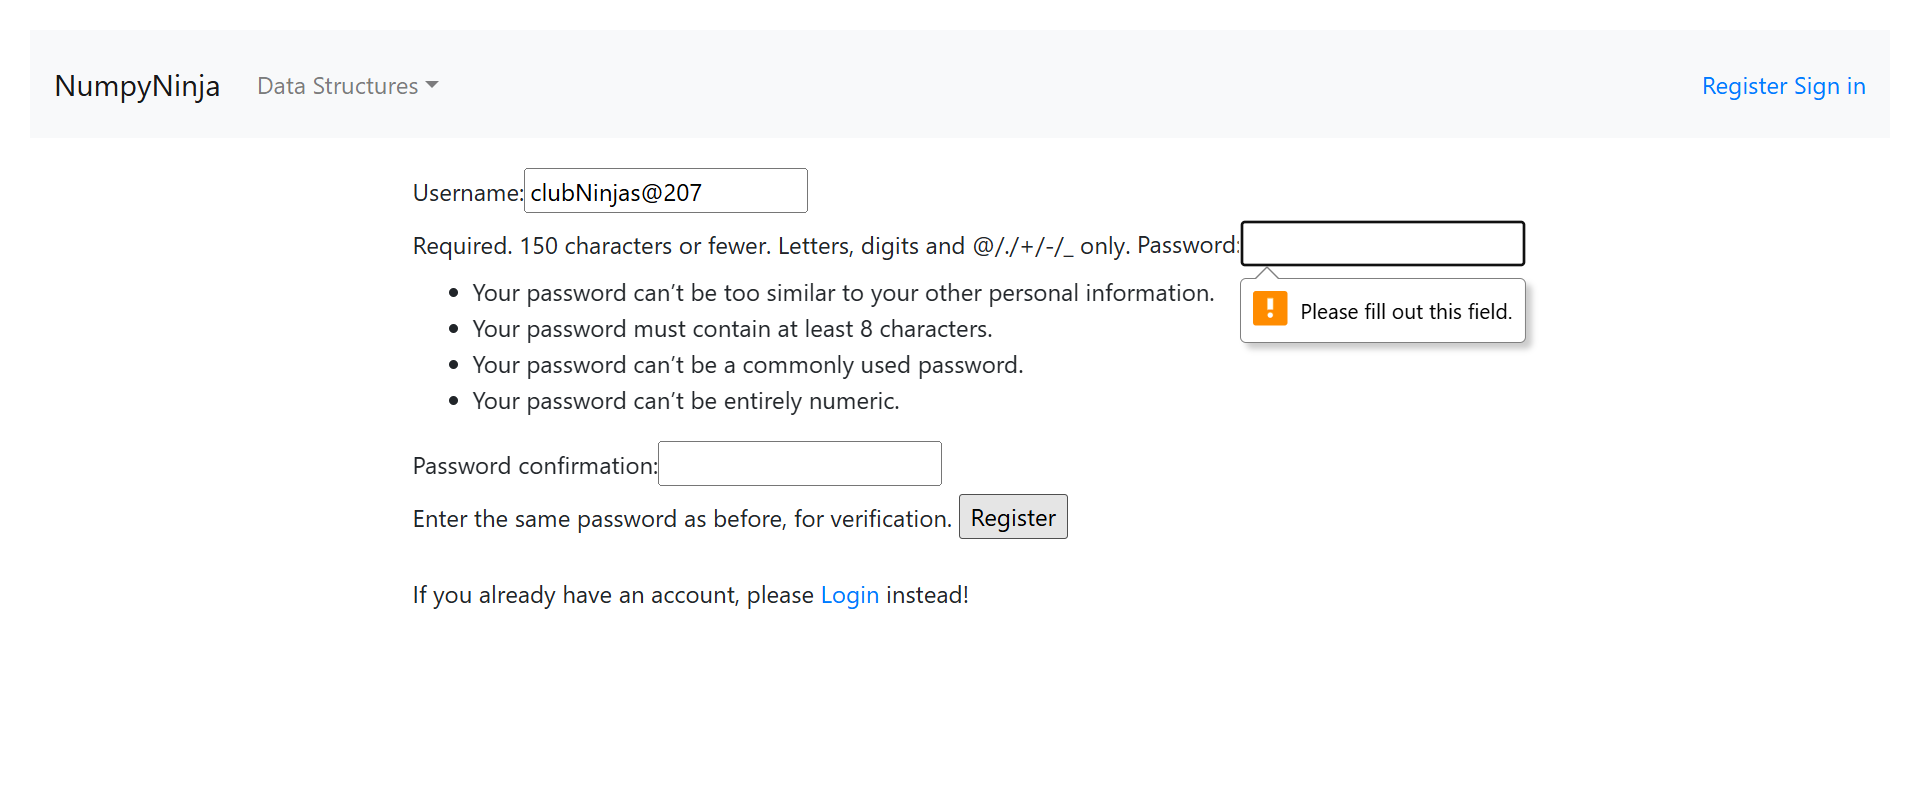 NumpyNinja Data Structures Register Sign in
Username: clubNinjas@207
Required. 150 characters or fewer. Letters, digits and @/./+/-/_ only. Password:
Please fill out this field.
Your password can’t be too similar to your other personal information.
Your password must contain at least 8 characters.
Your password can’t be a commonly used password.
Your password can’t be entirely numeric.
Password confirmation:
Enter the same password as before, for verification. Register
If you already have an account, please Login instead!